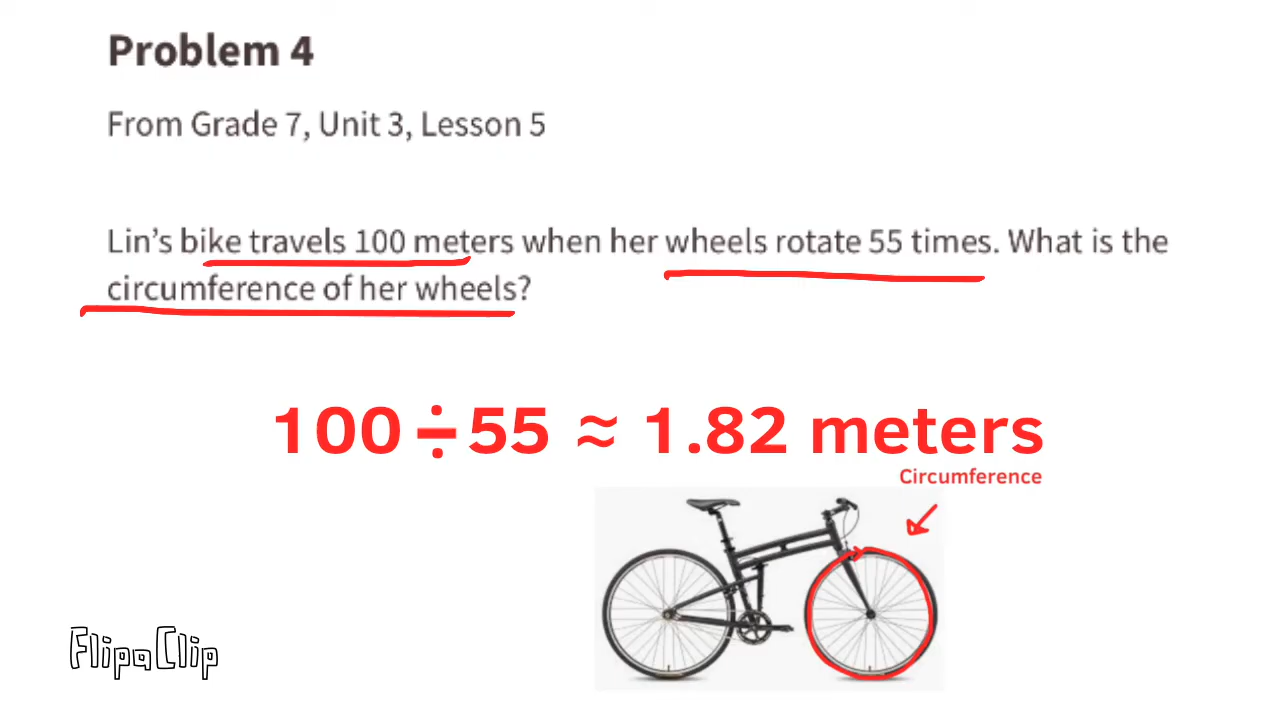 Problem 4
From Grade 7, Unit 3, Lesson 5
Lin's bike travels 100 meters when her wheels rotate 55 times. What is the
circumference of her wheels?
100÷55 ≈ 1.82 meters
Circumference
FlipaClip